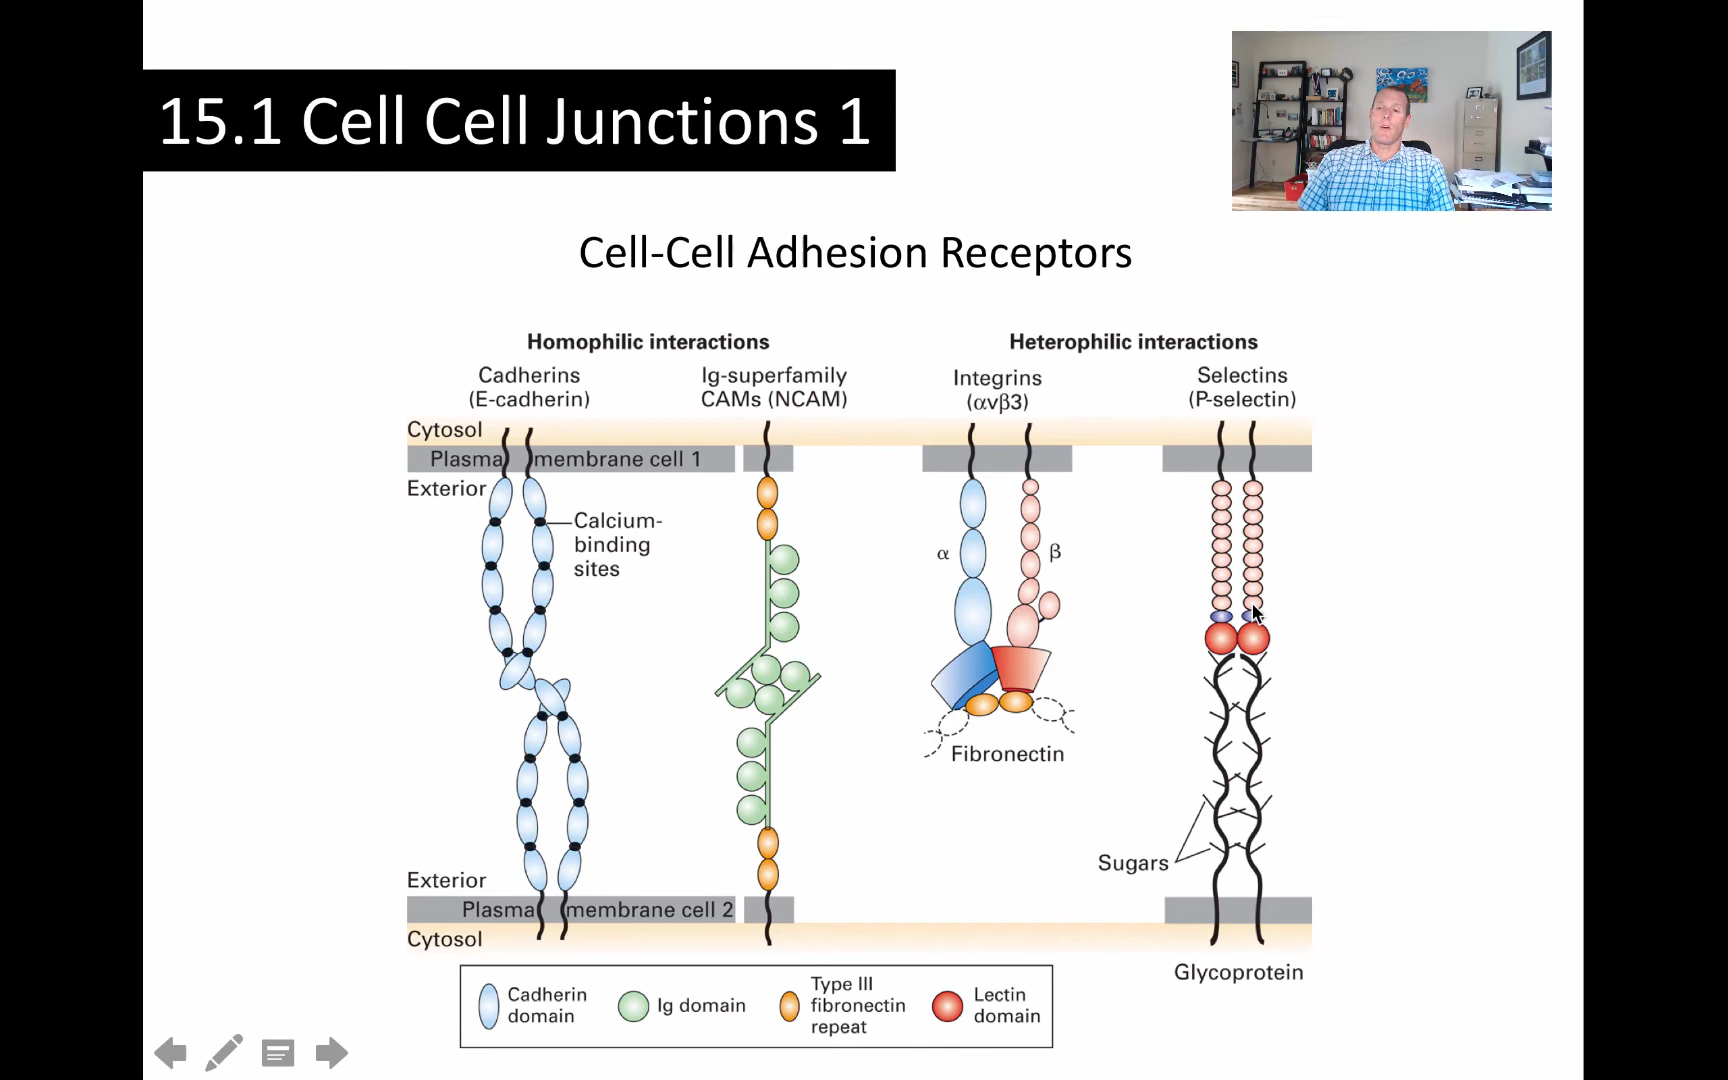 15.1 Cell Cell Junctions 1
Cell-Cell Adhesion Receptors
Homophilic interactions
Heterophilic interactions
Cadherins
(E-cadherin)
Ig-superfamily
CAMs (NCAM)
Integrins
(αvβ3)
Selectins
(P-selectin)
Cytosol
Plasma membrane cell 1
Exterior
Calcium-
binding
sites
α
β
Fibronectin
Sugars
Exterior
Plasma membrane cell 2
Cytosol
Glycoprotein
Cadherin
domain
Ig domain
Type III
fibronectin
repeat
Lectin
domain